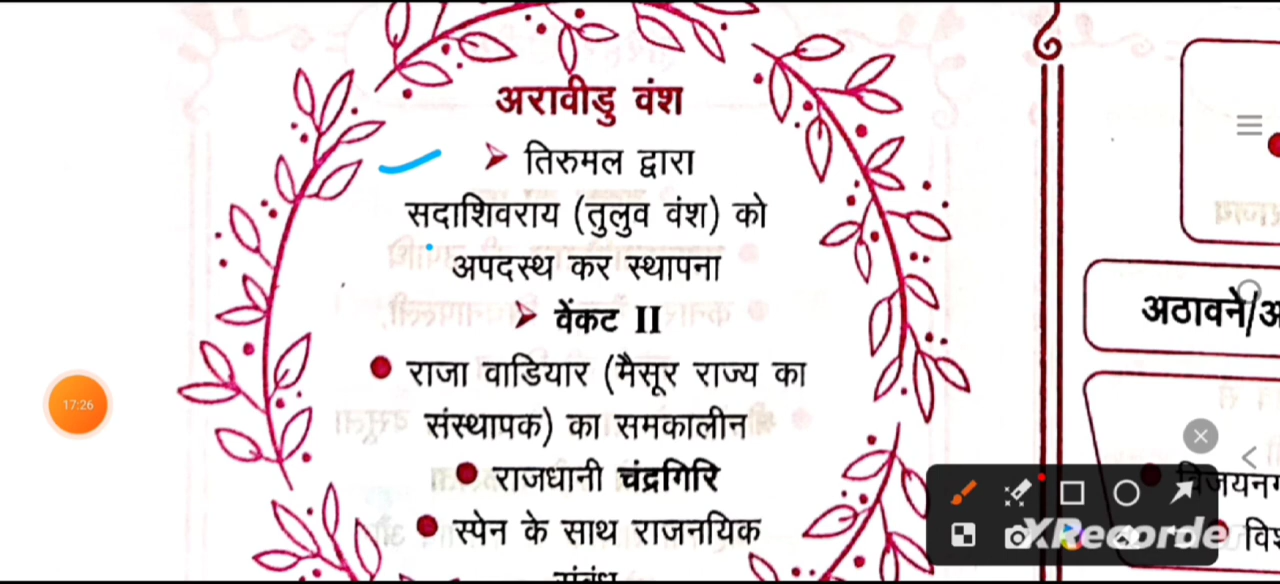 अरावीडु वंश
➤ तिरुमल द्वारा
सदाशिवराय (तुलुव वंश) को
अपदस्थ कर स्थापना
➤ वेंकट II
● राजा वाडियार (मैसूर राज्य का
संस्थापक) का समकालीन
● राजधानी चंद्रगिरि
● स्पेन के साथ राजनयिक
संबंध
17:26
अठावने/अ
XRecorder